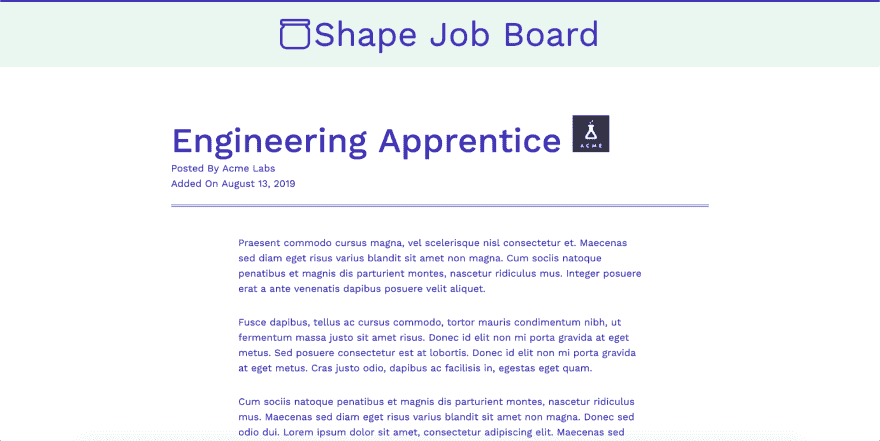 Shape Job Board
Engineering Apprentice
ACME
Posted By Acme Labs
Added On August 13, 2019
Praesent commodo cursus magna, vel scelerisque nisl consectetur et. Maecenas
sed diam eget risus varius blandit sit amet non magna. Cum sociis natoque
penatibus et magnis dis parturient montes, nascetur ridiculus mus. Integer posuere
erat a ante venenatis dapibus posuere velit aliquet.
Fusce dapibus, tellus ac cursus commodo, tortor mauris condimentum nibh, ut
fermentum massa justo sit amet risus. Donec id elit non mi porta gravida at eget
metus. Sed posuere consectetur est at lobortis. Donec id elit non mi porta gravida
at eget metus. Cras justo odio, dapibus ac facilisis in, egestas eget quam.
Cum sociis natoque penatibus et magnis dis parturient montes, nascetur ridiculus
mus. Maecenas sed diam eget risus varius blandit sit amet non magna. Donec sed
odio dui. Lorem ipsum dolor sit amet, consectetur adipiscing elit. Maecenas sed